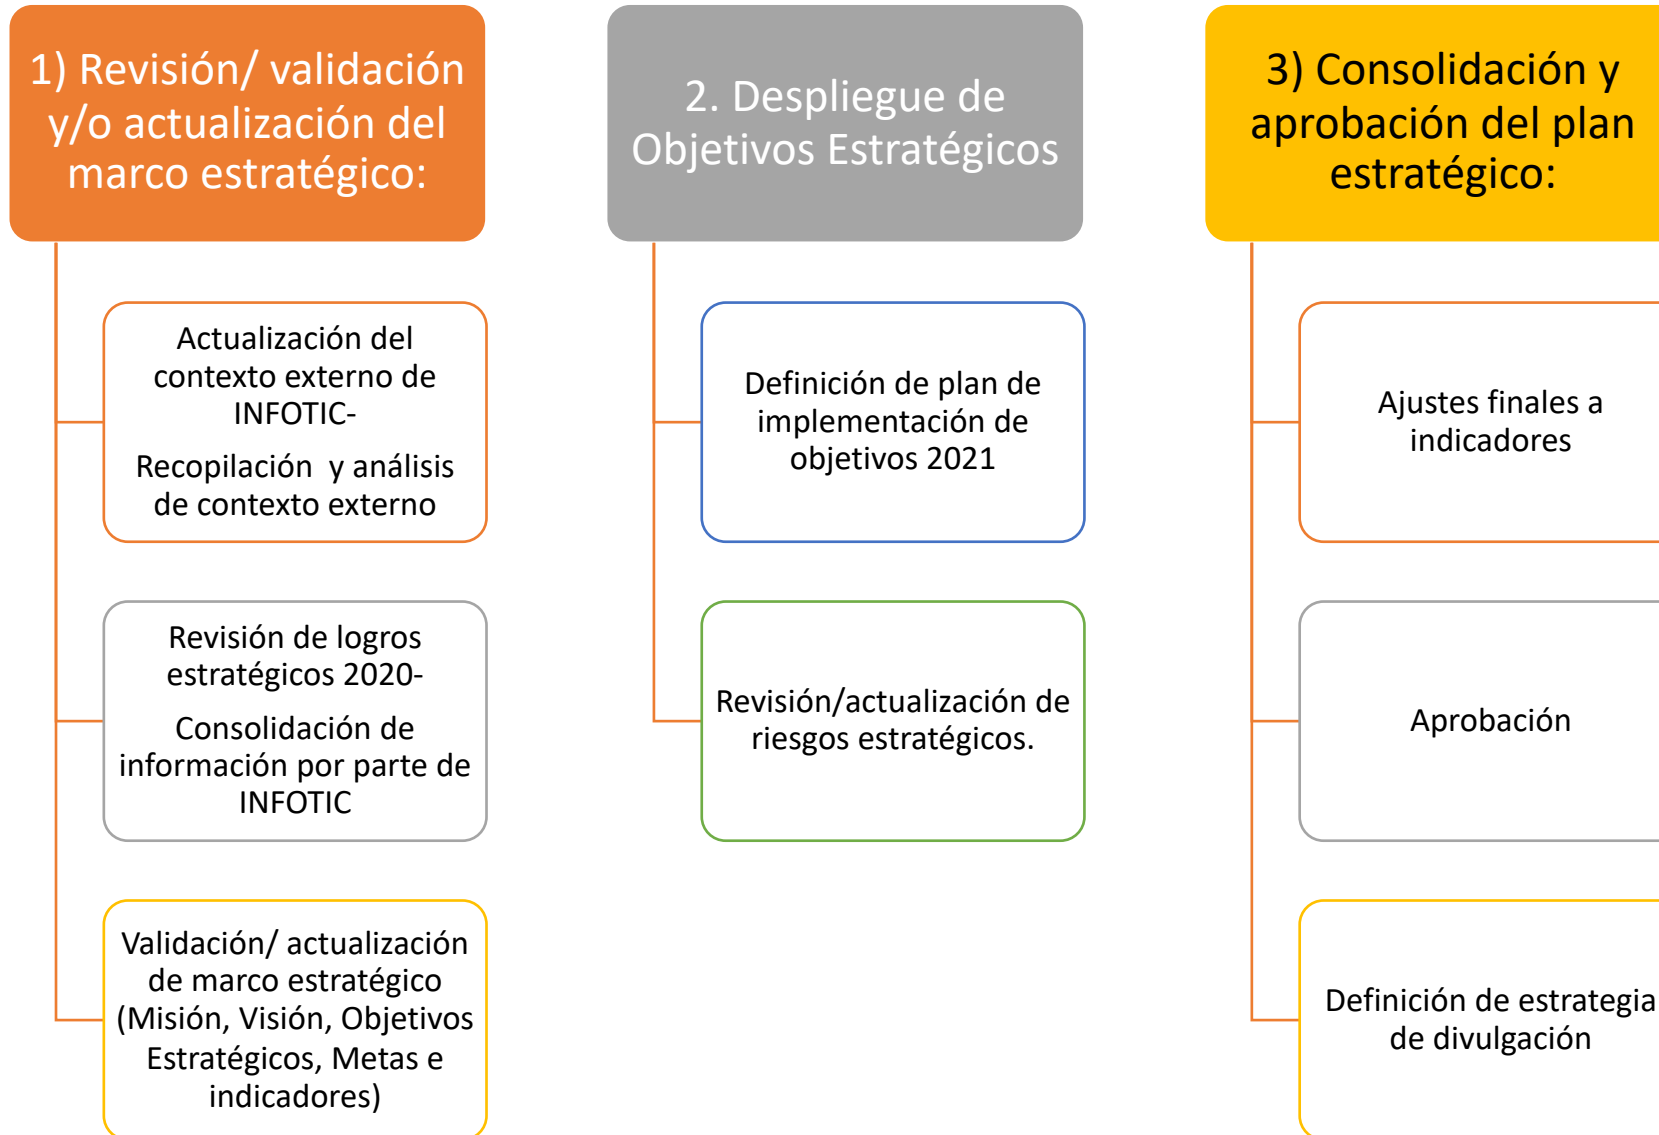 1) Revisión/ validación
y/o actualización del
marco estratégico:
Actualización del
contexto externo de
INFOTIC-
Recopilación  y análisis
de contexto externo
Revisión de logros
estratégicos 2020-
Consolidación de
información por parte de
INFOTIC
Validación/ actualización
de marco estratégico
(Misión, Visión, Objetivos
Estratégicos, Metas e
indicadores)
2. Despliegue de
Objetivos Estratégicos
Definición de plan de
implementación de
objetivos 2021
Revisión/actualización de
riesgos estratégicos.
3) Consolidación y
aprobación del plan
estratégico:
Ajustes finales a
indicadores
Aprobación
Definición de estrategia
de divulgación